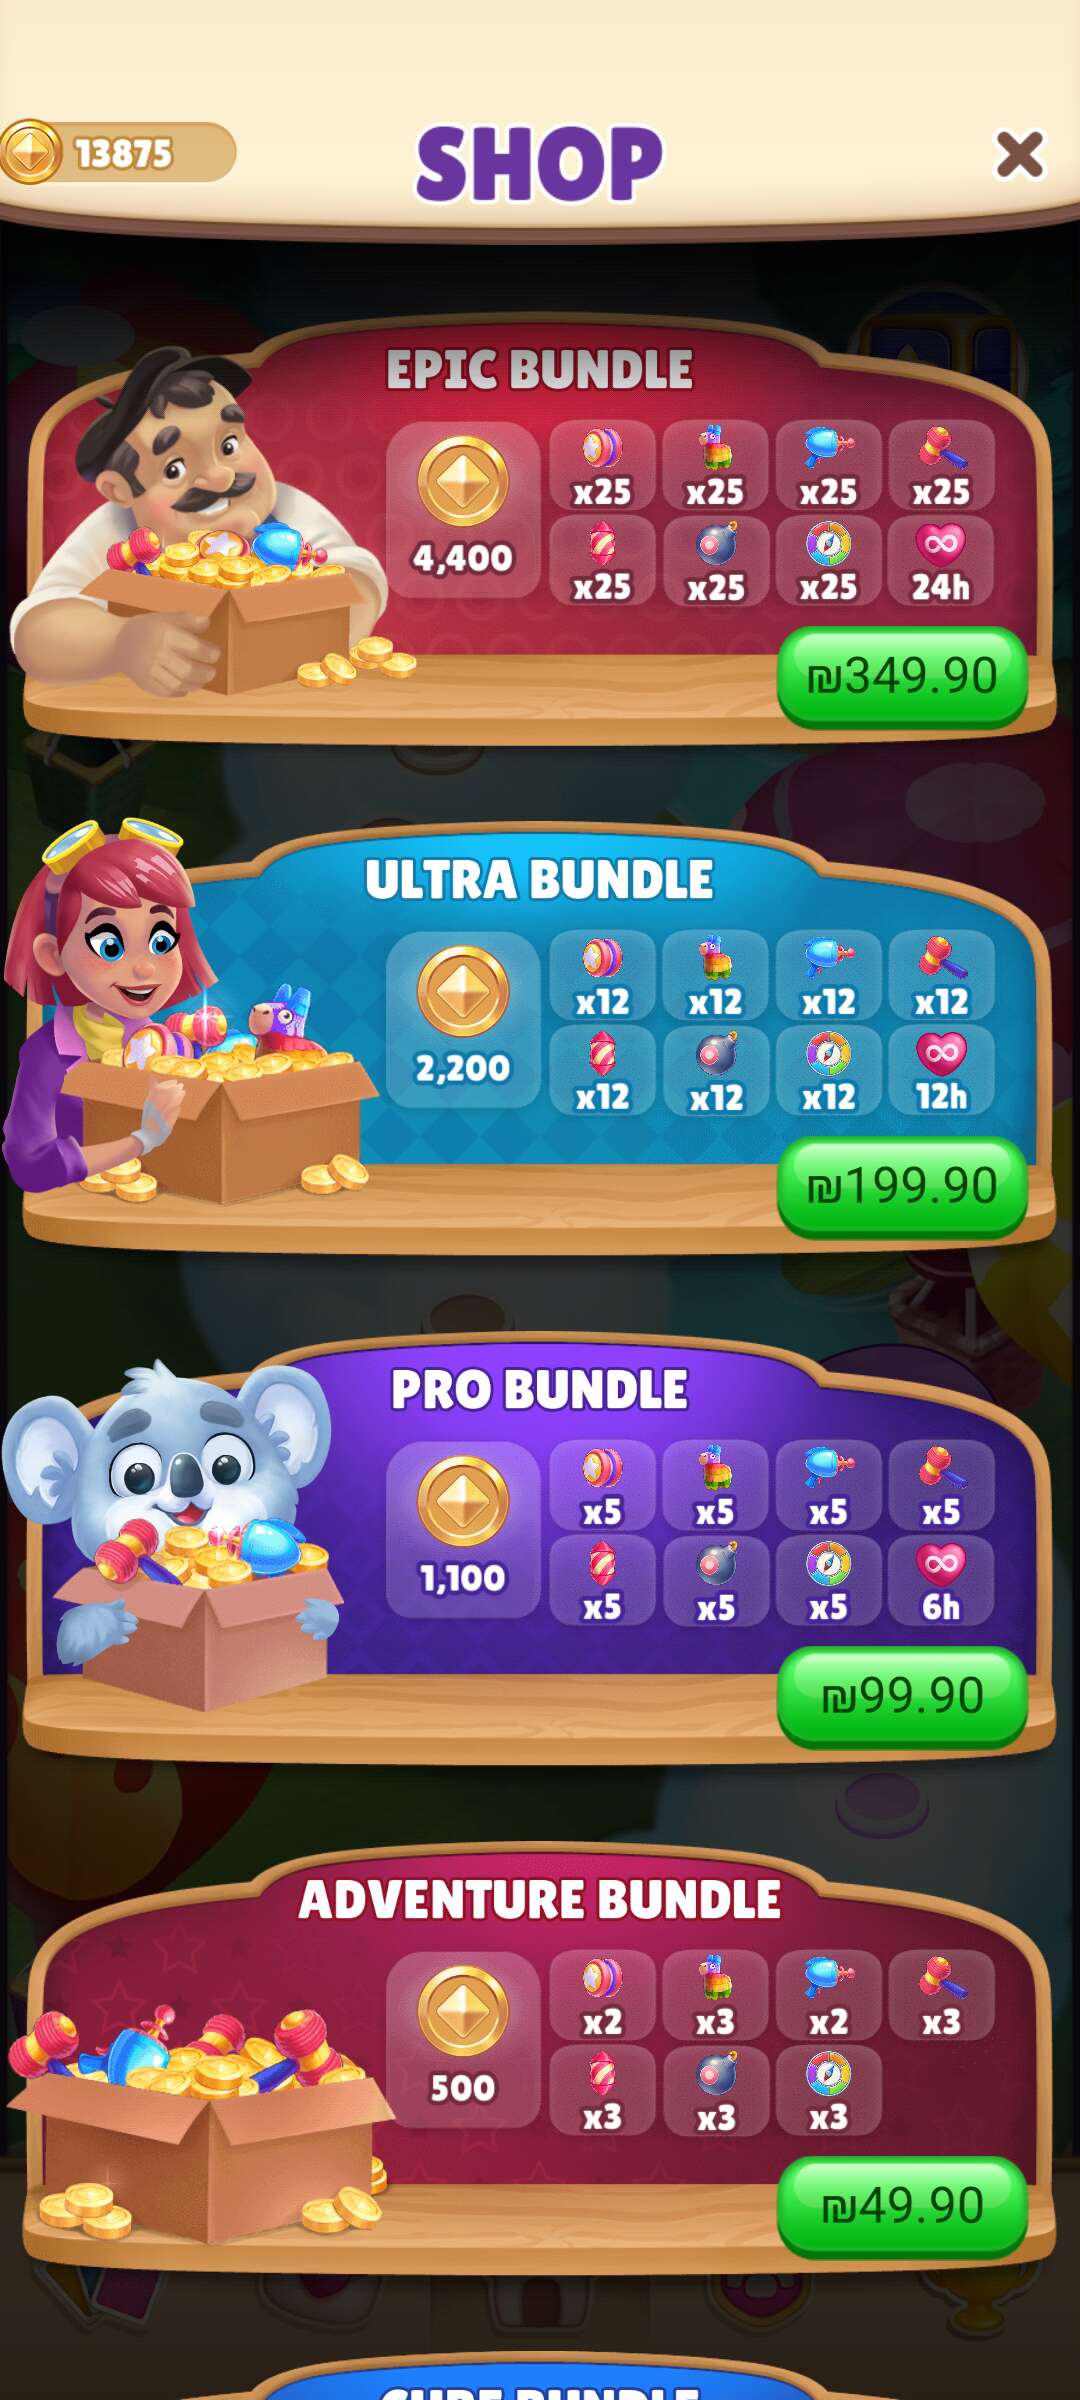 13875
SHOP
EPIC BUNDLE
4,400
x25 x25 x25 x25
x25 x25 x25 24h
₪349.90
ULTRA BUNDLE
2,200
x12 x12 x12 x12
x12 x12 x12 12h
₪199.90
PRO BUNDLE
1,100
x5 x5 x5 x5
x5 x5 x5 6h
₪99.90
ADVENTURE BUNDLE
500
x2 x3 x2 x3
x3 x3 x3
₪49.90
BUNDLE